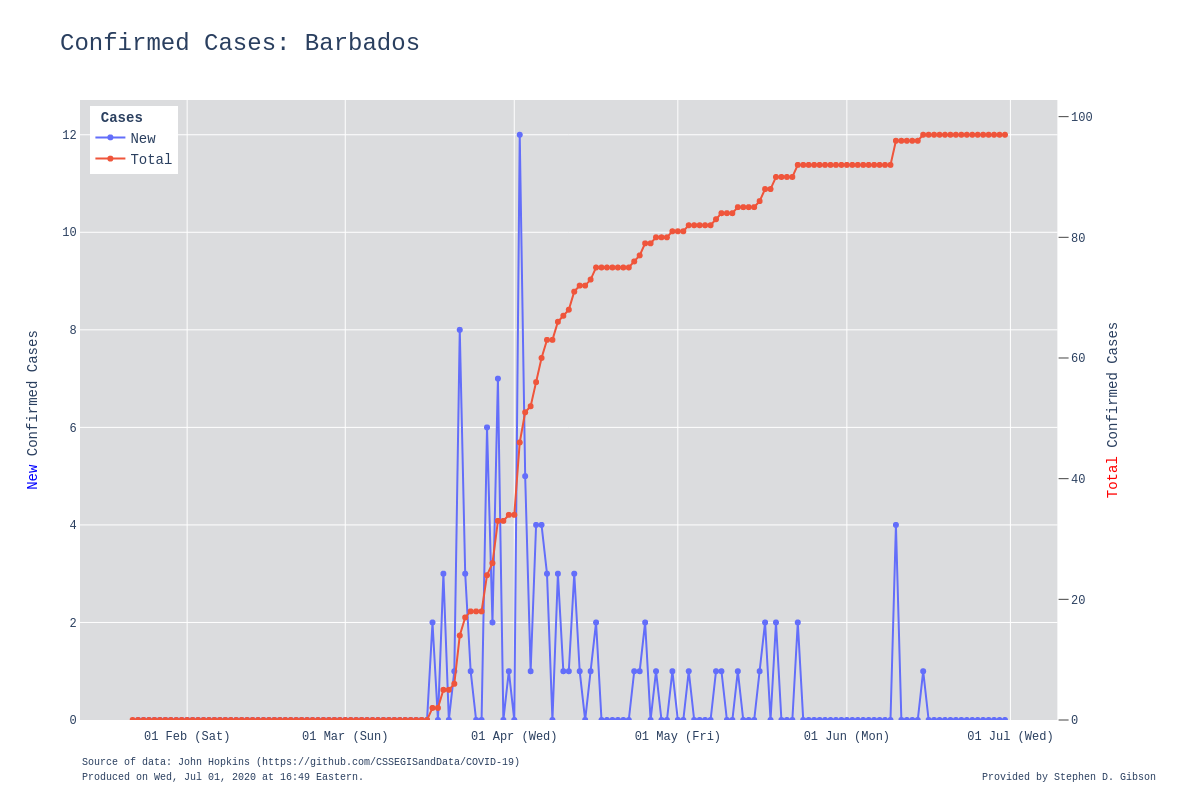 Confirmed Cases: Barbados
Cases
New
Total
12
10
8
6
4
2
0
100
80
60
40
20
0
New Confirmed Cases
Total Confirmed Cases
01 Feb (Sat)
01 Mar (Sun)
01 Apr (Wed)
01 May (Fri)
01 Jun (Mon)
01 Jul (Wed)
Source of data: John Hopkins (https://github.com/CSSEGISandData/COVID-19)
Produced on Wed, Jul 01, 2020 at 16:49 Eastern.
Provided by Stephen D. Gibson